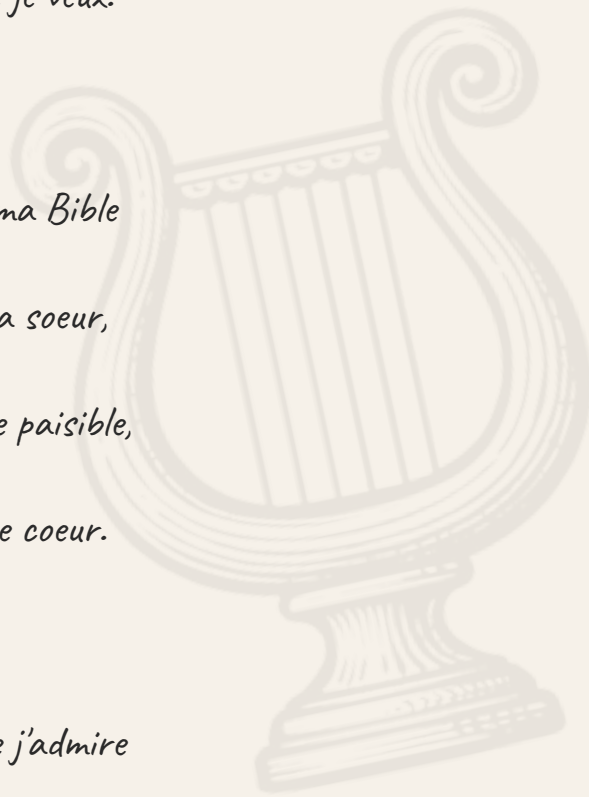 je veux.
ma Bible
a soeur,
e paisible,
e coeur.
e j'admire